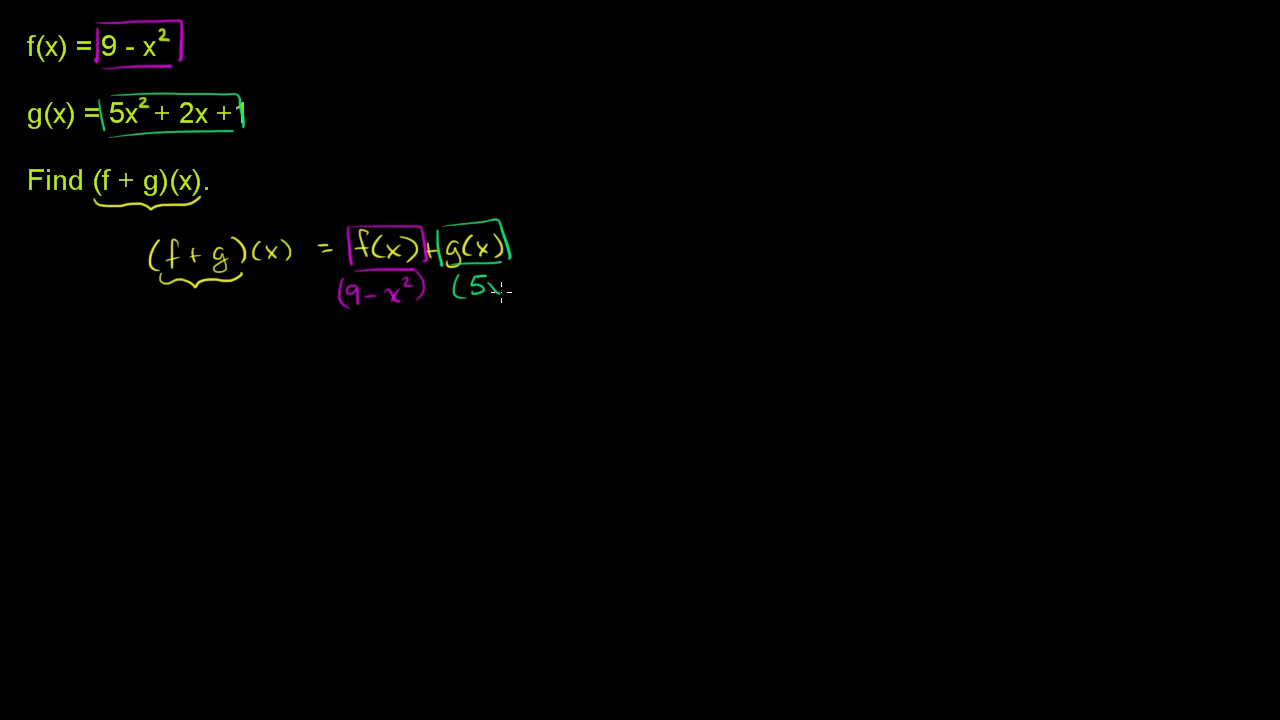 f(x) = 9 - x²
g(x) = 5x² + 2x + 1
Find (f + g)(x).
(f + g)(x) = f(x) + g(x)
(9 - x²) (5x